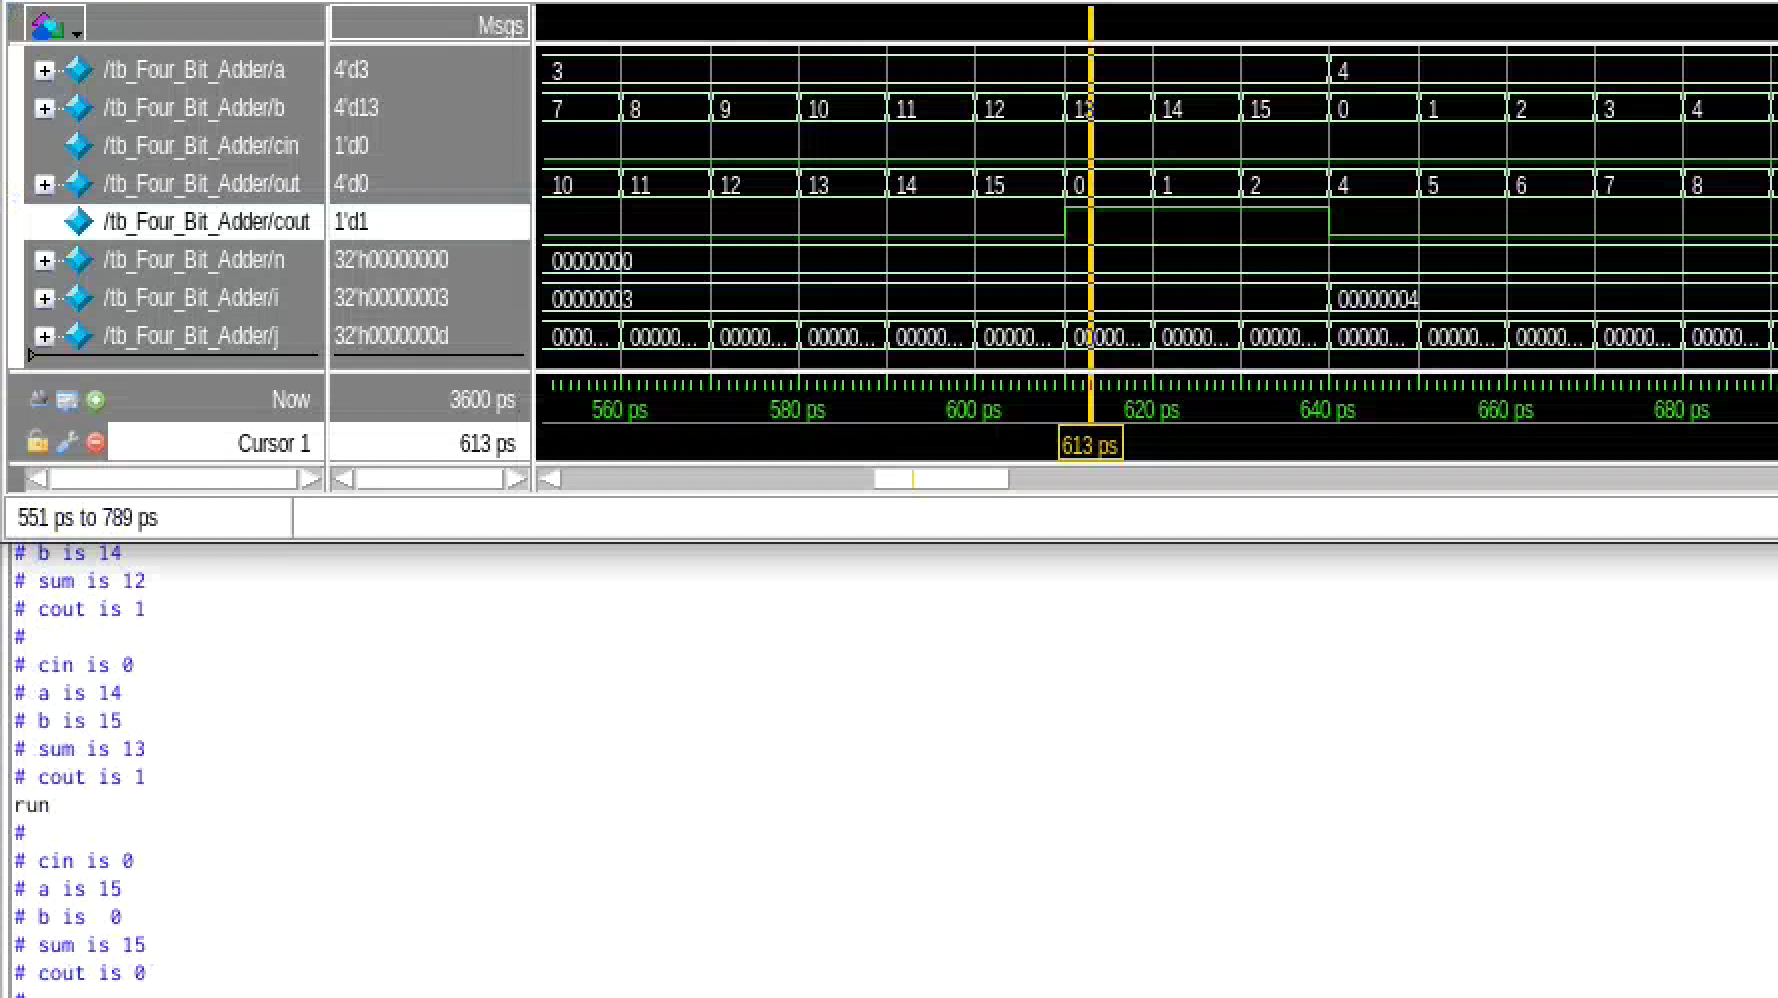 Msgs
/tb_Four_Bit_Adder/a 4'd3 3 4
/tb_Four_Bit_Adder/b 4'd13 7 8 9 10 11 12 13 14 15 0 1 2 3 4
/tb_Four_Bit_Adder/cin 1'd0
/tb_Four_Bit_Adder/out 4'd0 10 11 12 13 14 15 0 1 2 4 5 6 7 8
/tb_Four_Bit_Adder/cout 1'd1
/tb_Four_Bit_Adder/n 32'h00000000 00000000
/tb_Four_Bit_Adder/i 32'h00000003 00000003 00000004
/tb_Four_Bit_Adder/j 32'h0000000d 0000... 00000... 00000... 00000... 00000... 00000... 00000... 00000... 00000... 00000... 00000... 00000... 00000... 00000...
Now 3600 ps 560 ps 580 ps 600 ps 620 ps 640 ps 660 ps 680 ps
Cursor 1 613 ps 613 ps
551 ps to 789 ps
# b is 14
# sum is 12
# cout is 1
#
# cin is 0
# a is 14
# b is 15
# sum is 13
# cout is 1
run
#
# cin is 0
# a is 15
# b is  0
# sum is 15
# cout is 0
#